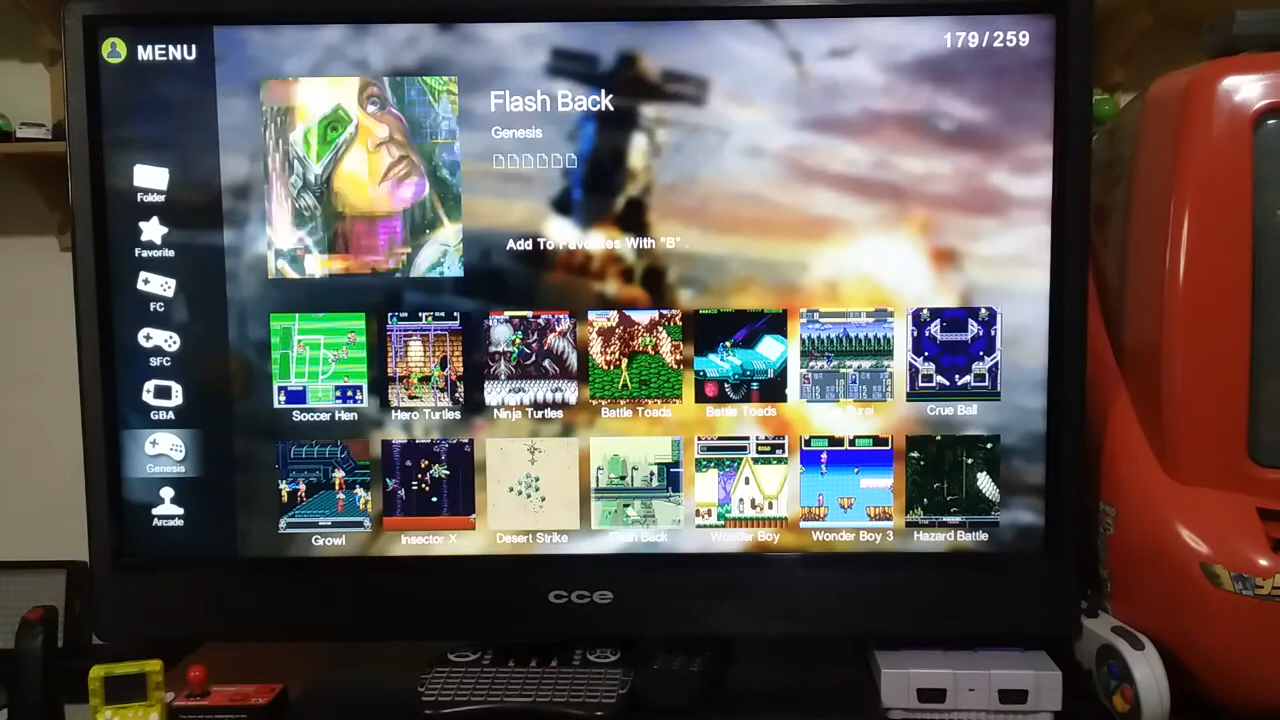 MENU
179/259
Flash Back
Genesis
Add To Favorites With "B" .
Folder
Favorite
FC
SFC
GBA
Genesis
Arcade
Soccer Hen
Hero Turtles
Ninja Turtles
Battle Toads
Battle Toads
Crue Ball
Growl
Insector X
Desert Strike
Flash Back
Wonder Boy
Wonder Boy 3
Hazard Battle
cce